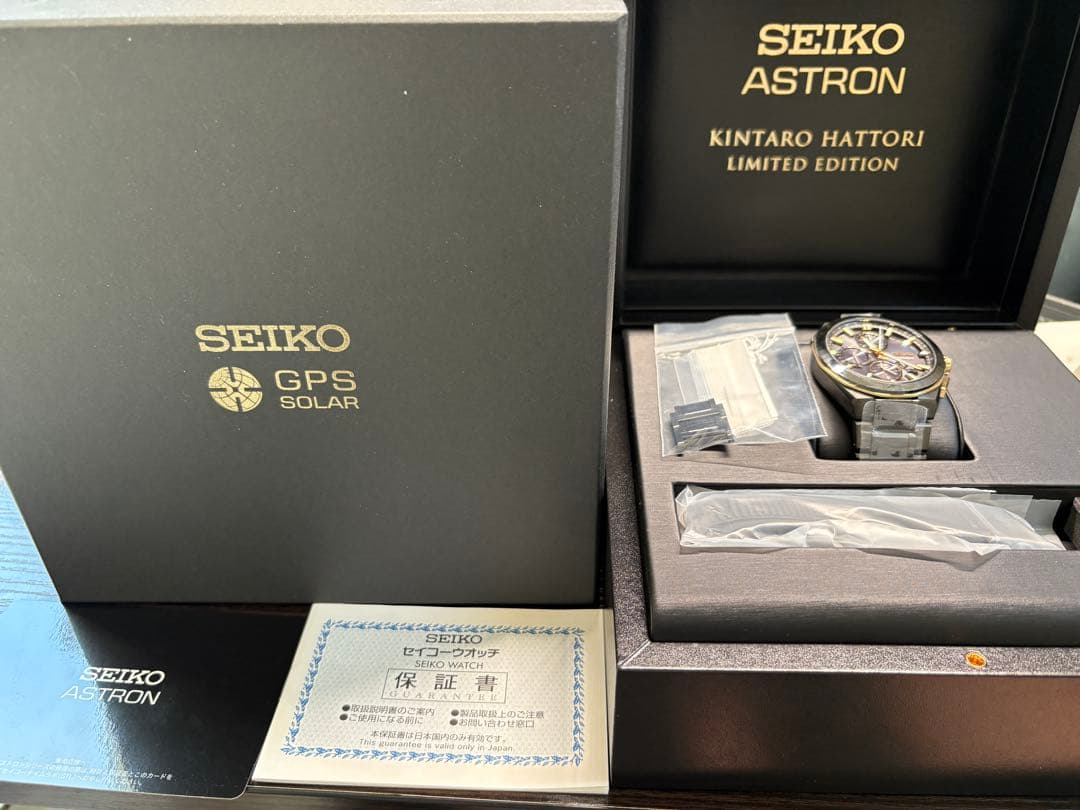 SEIKO
GPS
SOLAR
SEIKO
ASTRON
KINTARO HATTORI
LIMITED EDITION
SEIKO
ASTRON
SEIKO
セイコーウオッチ
SEIKO WATCH
保証書
GUARANTEE
●取扱説明書のご案内 ●製品取扱上のご注意
●ご使用になる前に ●お問い合わせ窓口
本保証書は日本国内のみ有効です。
This guarantee is valid only in Japan.